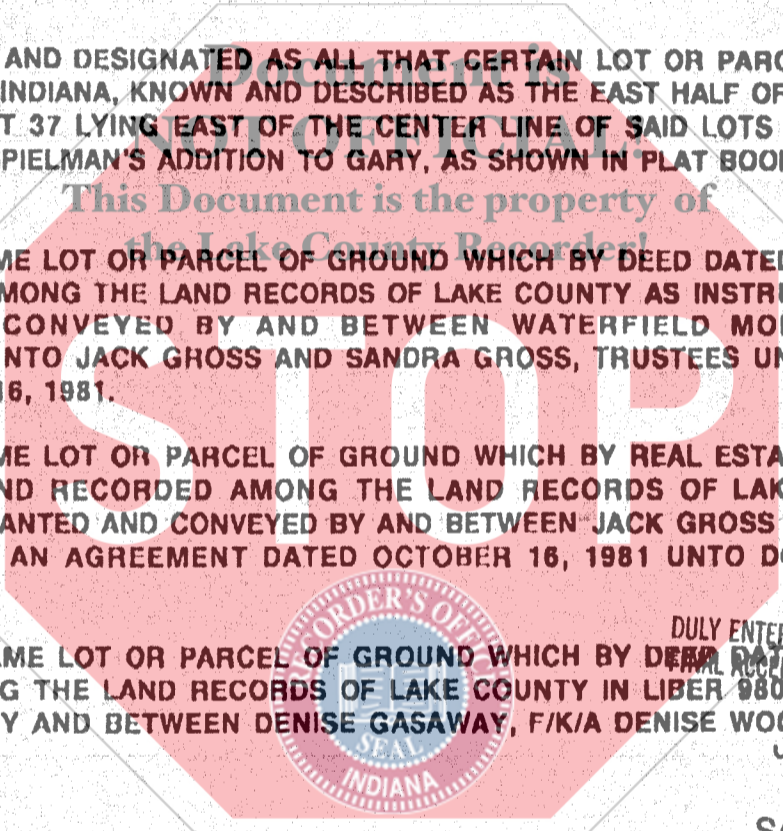 AND DESIGNATED AS ALL THAT CERTAIN LOT OR PARC
Document is
INDIANA, KNOWN AND DESCRIBED AS THE EAST HALF OF
T 37 LYING EAST OF THE CENTER LINE OF SAID LOTS
NOT OFFICIAL!
PIELMAN'S ADDITION TO GARY, AS SHOWN IN PLAT BOO
This Document is the property of
the Lake County Recorder!
ME LOT OR PARCEL OF GROUND WHICH BY DEED DATE
MONG THE LAND RECORDS OF LAKE COUNTY AS INSTR
CONVEYED BY AND BETWEEN WATERFIELD MO
NTO JACK GROSS AND SANDRA GROSS, TRUSTEES UN
16, 1981.
STOP
ME LOT OR PARCEL OF GROUND WHICH BY REAL ESTA
ND RECORDED AMONG THE LAND RECORDS OF LAK
ANTED AND CONVEYED BY AND BETWEEN JACK GROSS
AN AGREEMENT DATED OCTOBER 16, 1981 UNTO D
RECORDER'S OFFICE
DULY ENTE
ME LOT OR PARCEL OF GROUND WHICH BY DEED
G THE LAND RECORDS OF LAKE COUNTY IN LIBER 980
Y AND BETWEEN DENISE GASAWAY, F/K/A DENISE WO
SEAL
INDIANA